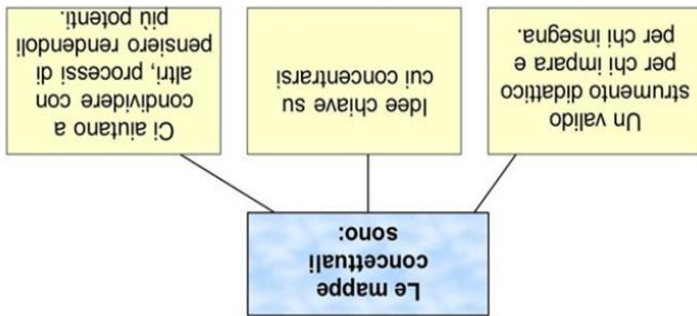 Le mappe
concettuali
sono:
Un valido
strumento didattico
per chi impara e
per chi insegna.
Idee chiave su
cui concentrarsi
Ci aiutano a
condividere con
altri, processi di
pensiero rendendoli
più potenti.